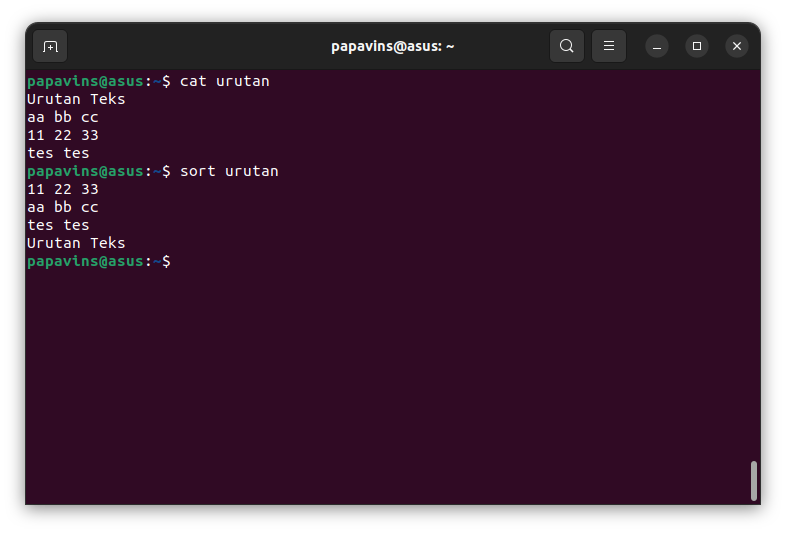 papavins@asus: ~
papavins@asus:~$ cat urutan
Urutan Teks
aa bb cc
11 22 33
tes tes
papavins@asus:~$ sort urutan
11 22 33
aa bb cc
tes tes
Urutan Teks
papavins@asus:~$